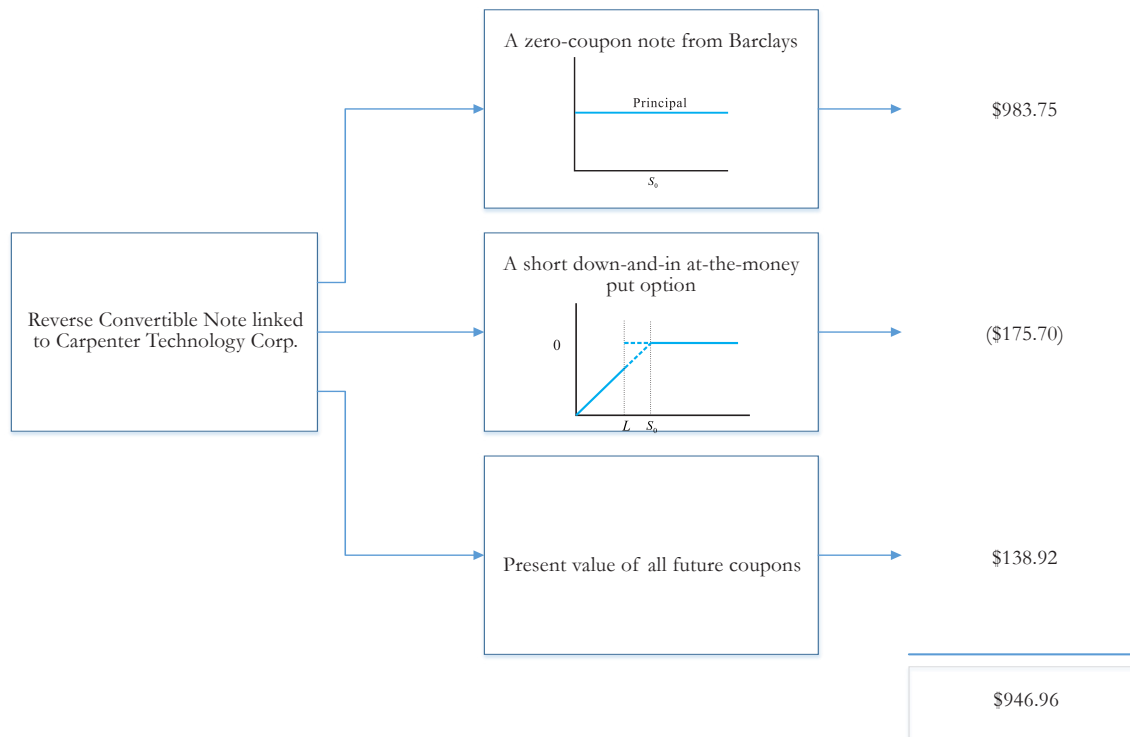 A zero-coupon note from Barclays
Principal
S₀
$983.75
Reverse Convertible Note linked
to Carpenter Technology Corp.
A short down-and-in at-the-money
put option
0
L S₀
($175.70)
Present value of all future coupons
$138.92
$946.96